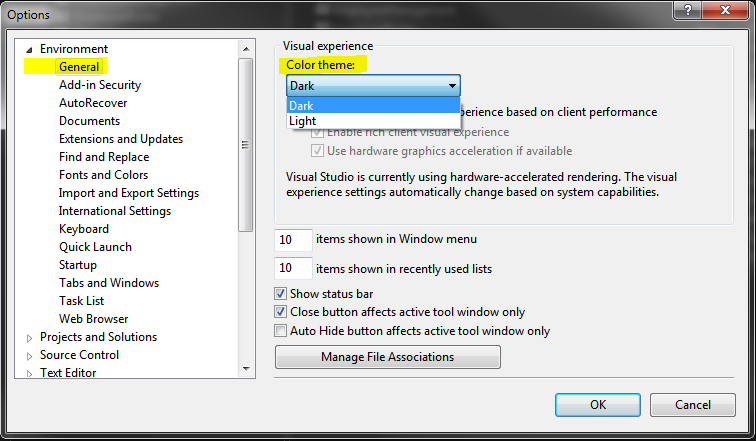 Options
Environment
General
Add-in Security
AutoRecover
Documents
Extensions and Updates
Find and Replace
Fonts and Colors
Import and Export Settings
International Settings
Keyboard
Quick Launch
Startup
Tabs and Windows
Task List
Web Browser
Projects and Solutions
Source Control
Text Editor
Visual experience
Color theme:
Dark
Dark
Light
perience based on client performance
Enable rich client visual experience
Use hardware graphics acceleration if available
Visual Studio is currently using hardware-accelerated rendering. The visual
experience settings automatically change based on system capabilities.
10 items shown in Window menu
10 items shown in recently used lists
Show status bar
Close button affects active tool window only
Auto Hide button affects active tool window only
Manage File Associations
OK
Cancel